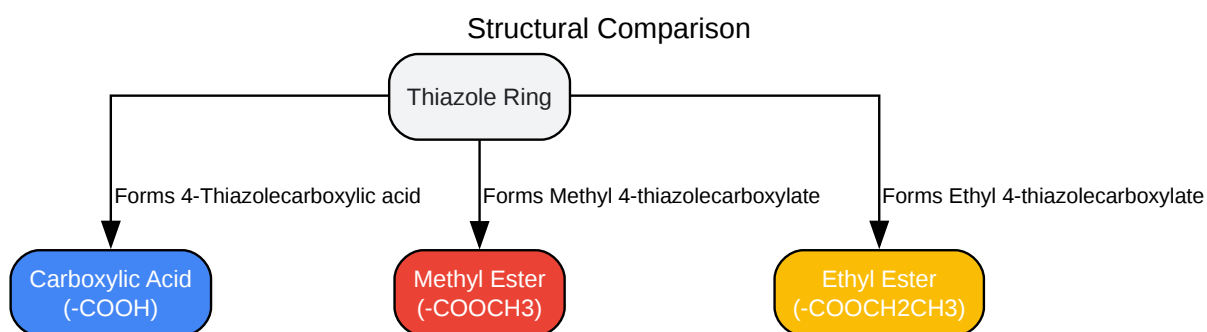 Structural Comparison
Thiazole Ring
Forms 4-Thiazolecarboxylic acid
Forms Methyl 4-thiazolecarboxylate
Forms Ethyl 4-thiazolecarboxylate
Carboxylic Acid
(-COOH)
Methyl Ester
(-COOCH3)
Ethyl Ester
(-COOCH2CH3)